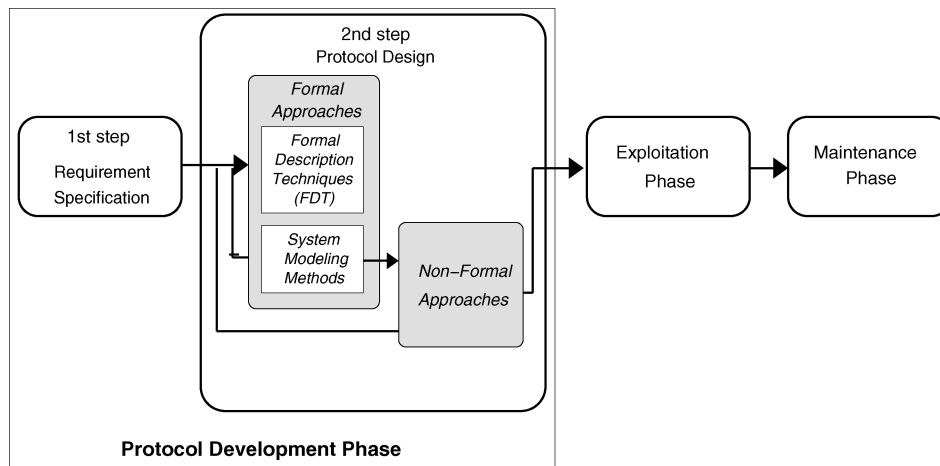 1st step
Requirement
Specification
2nd step
Protocol Design
Formal
Approaches
Formal
Description
Techniques
(FDT)
System
Modeling
Methods
Non−Formal
Approaches
Exploitation
Phase
Maintenance
Phase
Protocol Development Phase